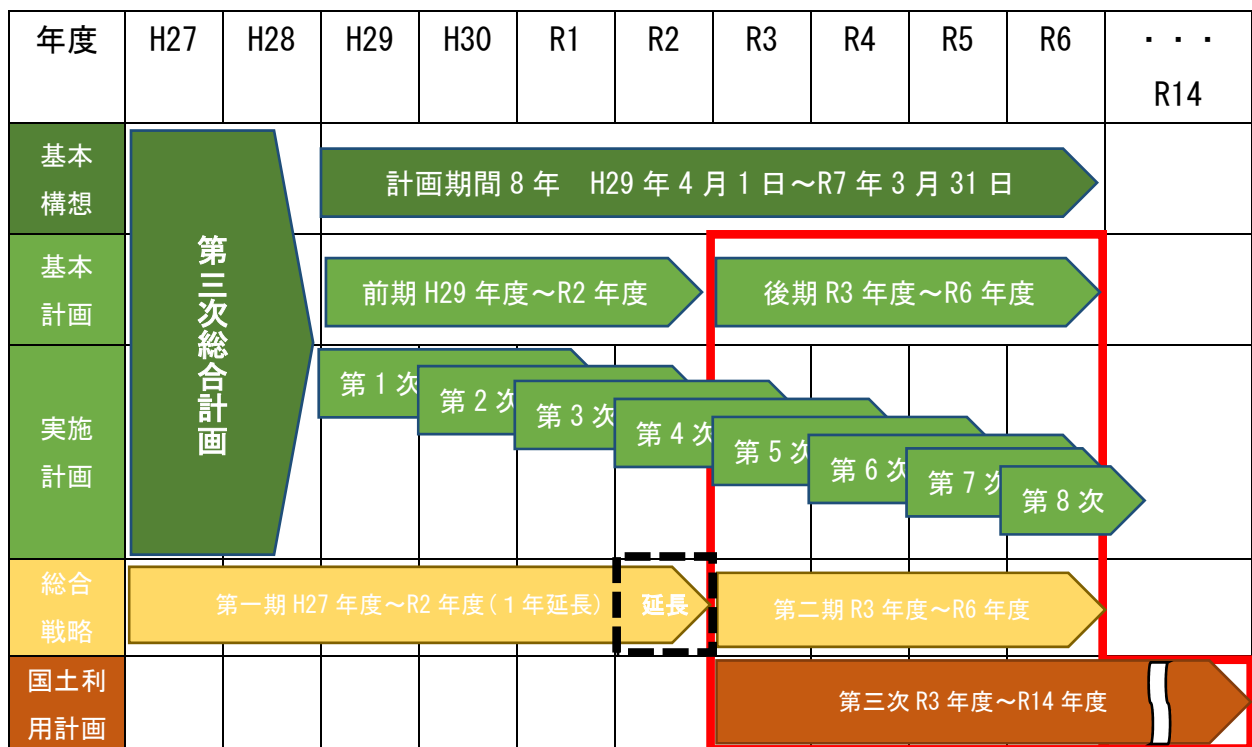 年度 H27 H28 H29 H30 R1 R2 R3 R4 R5 R6 ・・・
R14
基本
構想
計画期間8年　H29年4月1日～R7年3月31日
第三次総合計画
基本
計画
前期H29年度～R2年度
後期R3年度～R6年度
実施
計画
第1次
第2次
第3次
第4次
第5次
第6次
第7次
第8次
総合
戦略
第一期H27年度～R2年度(1年延長)
延長
第二期R3年度～R6年度
国土利
用計画
第三次R3年度～R14年度